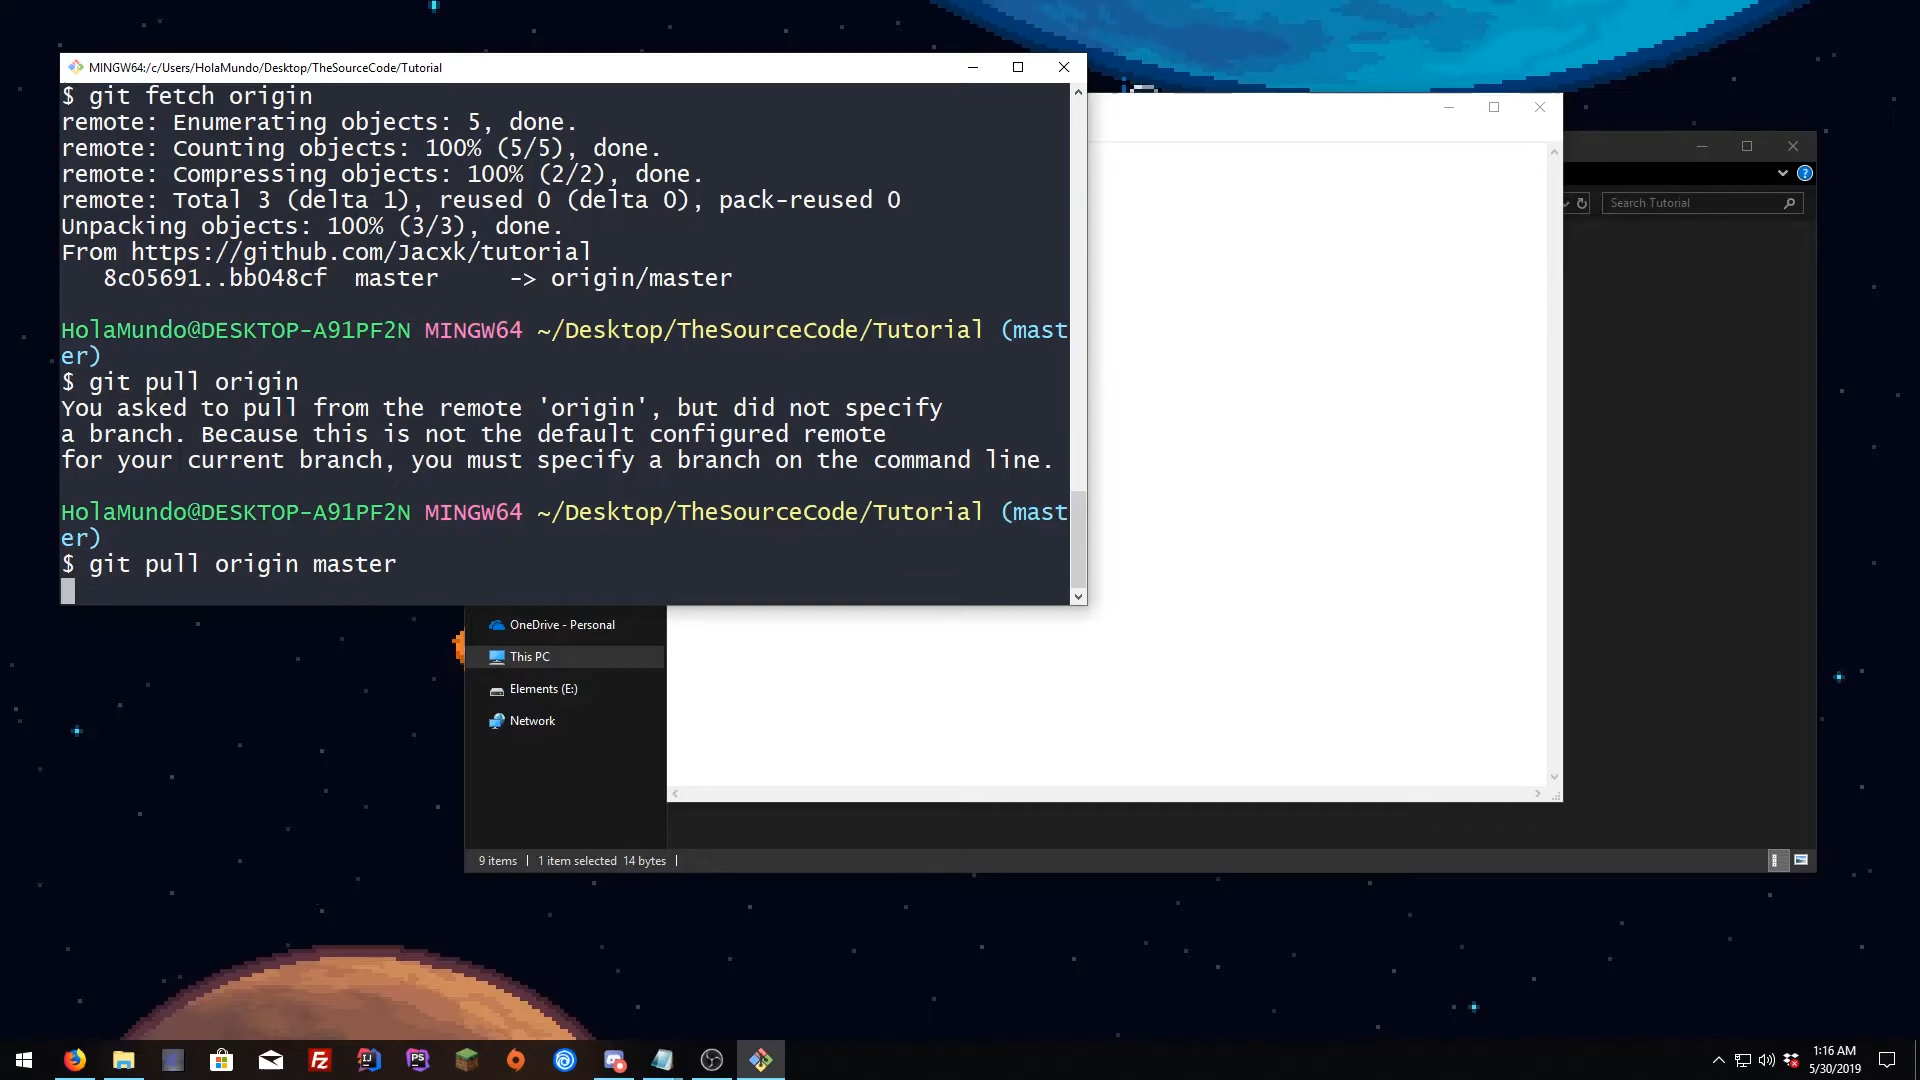 MINGW64:/c/Users/HolaMundo/Desktop/TheSourceCode/Tutorial
$ git fetch origin
remote: Enumerating objects: 5, done.
remote: Counting objects: 100% (5/5), done.
remote: Compressing objects: 100% (2/2), done.
remote: Total 3 (delta 1), reused 0 (delta 0), pack-reused 0
Unpacking objects: 100% (3/3), done.
From https://github.com/Jacxk/tutorial
   8c05691..bb048cf  master     -> origin/master
HolaMundo@DESKTOP-A91PF2N MINGW64 ~/Desktop/TheSourceCode/Tutorial (mast
er)
$ git pull origin
You asked to pull from the remote 'origin', but did not specify
a branch. Because this is not the default configured remote
for your current branch, you must specify a branch on the command line.
HolaMundo@DESKTOP-A91PF2N MINGW64 ~/Desktop/TheSourceCode/Tutorial (mast
er)
$ git pull origin master
Search Tutorial
OneDrive - Personal
This PC
Elements (E:)
Network
9 items | 1 item selected 14 bytes |
1:16 AM
5/30/2019